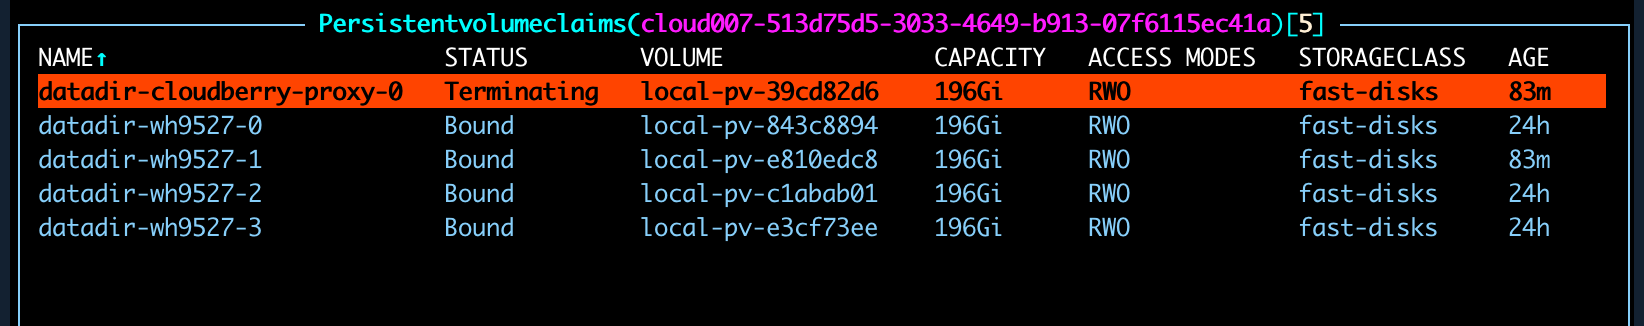 Persistentvolumeclaims(cloud007-513d75d5-3033-4649-b913-07f6115ec41a)[5]
NAME↑ STATUS VOLUME CAPACITY ACCESS MODES STORAGECLASS AGE
datadir-cloudberry-proxy-0 Terminating local-pv-39cd82d6 196Gi RWO fast-disks 83m
datadir-wh9527-0 Bound local-pv-843c8894 196Gi RWO fast-disks 24h
datadir-wh9527-1 Bound local-pv-e810edc8 196Gi RWO fast-disks 83m
datadir-wh9527-2 Bound local-pv-c1abab01 196Gi RWO fast-disks 24h
datadir-wh9527-3 Bound local-pv-e3cf73ee 196Gi RWO fast-disks 24h